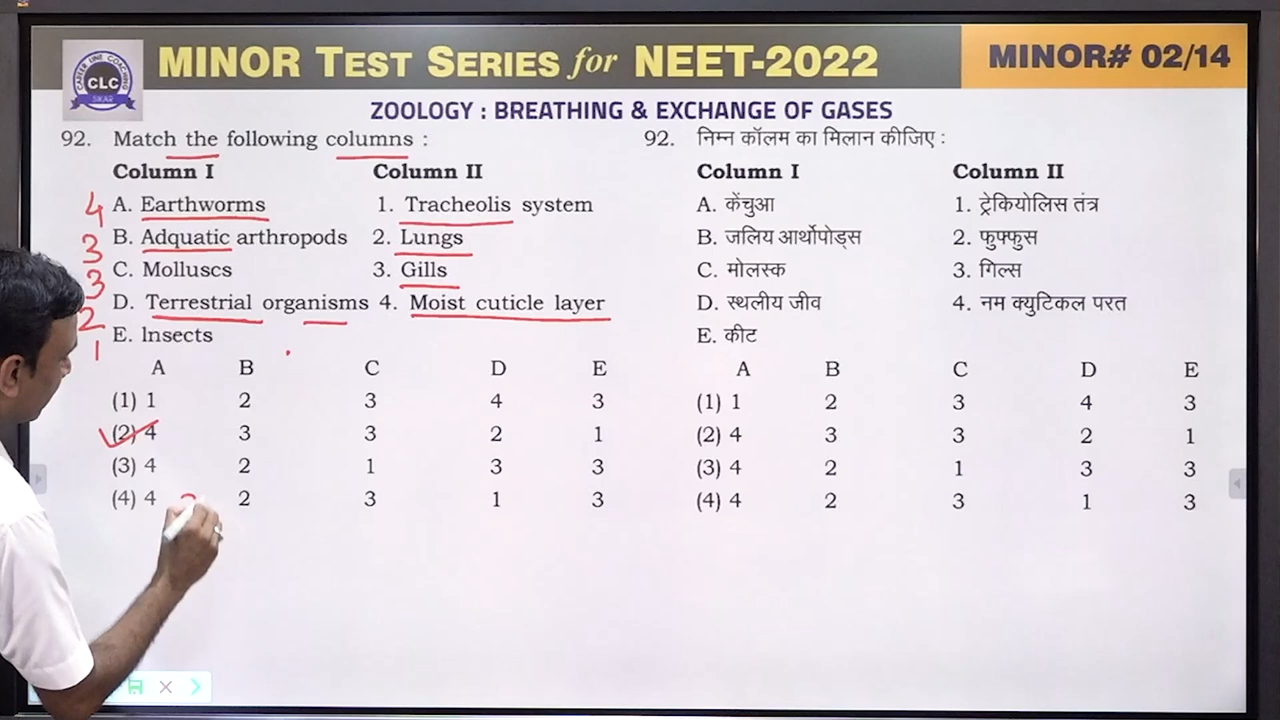 CAREER LINE COACHING
CLC
SIKAR
MINOR TEST SERIES for NEET-2022
MINOR# 02/14
ZOOLOGY : BREATHING & EXCHANGE OF GASES
92. Match the following columns :
Column I Column II
4 A. Earthworms 1. Tracheolis system
3 B. Adquatic arthropods 2. Lungs
3 C. Molluscs 3. Gills
2 D. Terrestrial organisms 4. Moist cuticle layer
1 E. Insects
A B C D E
(1) 1 2 3 4 3
(2) 4 3 3 2 1
(3) 4 2 1 3 3
(4) 4 2 3 1 3
92. निम्न कॉलम का मिलान कीजिए :
Column I Column II
A. केंचुआ 1. ट्रेकियोलिस तंत्र
B. जलिय आर्थोपोड्स 2. फुफ्फुस
C. मोलस्क 3. गिल्स
D. स्थलीय जीव 4. नम क्युटिकल परत
E. कीट
A B C D E
(1) 1 2 3 4 3
(2) 4 3 3 2 1
(3) 4 2 1 3 3
(4) 4 2 3 1 3